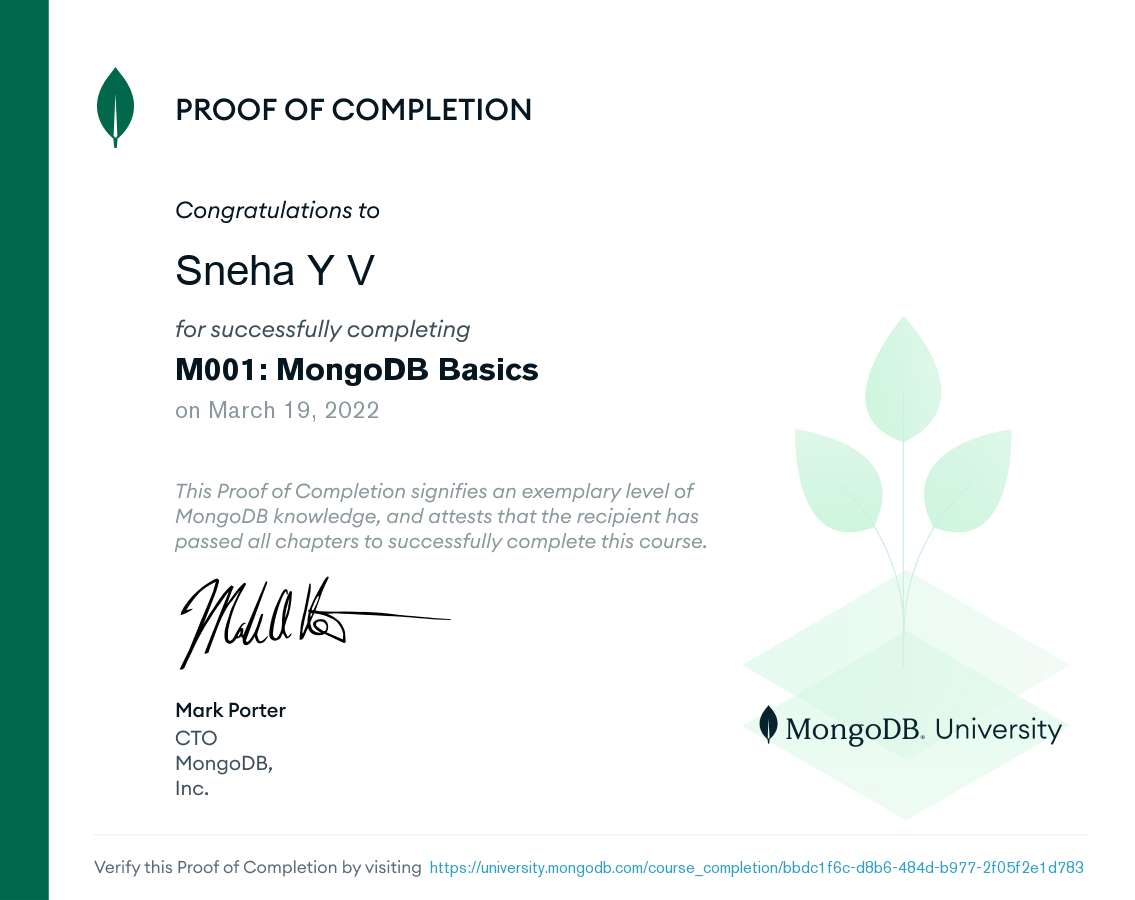 PROOF OF COMPLETION
Congratulations to
Sneha Y V
for successfully completing
M001: MongoDB Basics
on March 19, 2022
This Proof of Completion signifies an exemplary level of
MongoDB knowledge, and attests that the recipient has
passed all chapters to successfully complete this course.
Mark Porter
CTO
MongoDB,
Inc.
MongoDB. University
Verify this Proof of Completion by visiting https://university.mongodb.com/course_completion/bbdc1f6c-d8b6-484d-b977-2f05f2e1d783